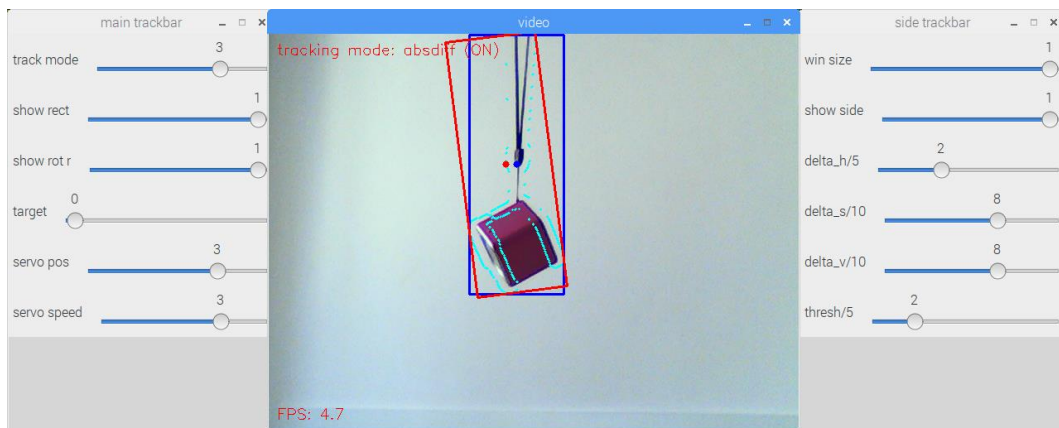 main trackbar
track mode 3
show rect 1
show rot r 1
target 0
servo pos 3
servo speed 3
video
tracking mode: absdiff (ON)
FPS: 4.7
side trackbar
win size 1
show side 1
delta_h/5 2
delta_s/10 8
delta_v/10 8
thresh/5 2